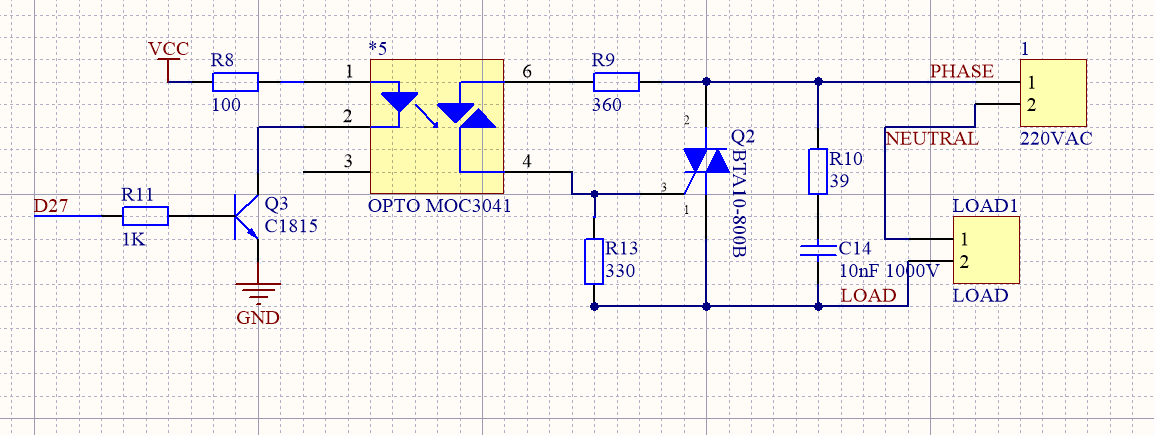 *5
1
VCC
R8
1
6
R9
PHASE
1
100
360
2
2
2
Q2
NEUTRAL
220VAC
3
4
R10
39
BTA10-800B
D27
R11
1K
Q3
C1815
OPTO MOC3041
3
1
LOAD1
R13
330
C14
10nF 1000V
1
2
LOAD
LOAD
GND